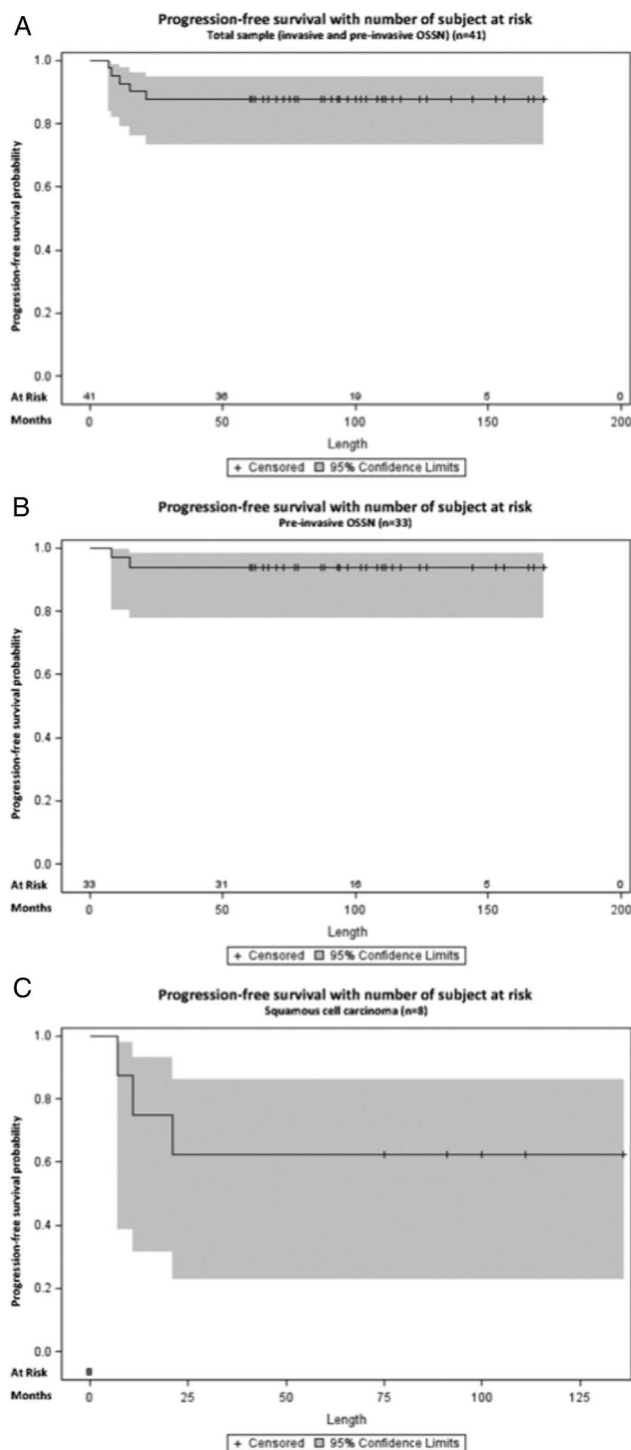 A
Progression-free survival with number of subject at risk
Total sample (invasive and pre-invasive OSSN) (n=41)
Progression-free survival probability
1.0
0.8
0.6
0.4
0.2
0.0
At Risk 41 36 19 5 0
Months 0 50 100 150 200
Length
+ Censored 95% Confidence Limits
B
Progression-free survival with number of subject at risk
Pre-invasive OSSN (n=33)
Progression-free survival probability
1.0
0.8
0.6
0.4
0.2
0.0
At Risk 33 31 16 5 0
Months 0 50 100 150 200
Length
+ Censored 95% Confidence Limits
C
Progression-free survival with number of subject at risk
Squamous cell carcinoma (n=8)
Progression-free survival probability
1.0
0.8
0.6
0.4
0.2
0.0
At Risk 8
Months 0 25 50 75 100 125
Length
+ Censored 95% Confidence Limits